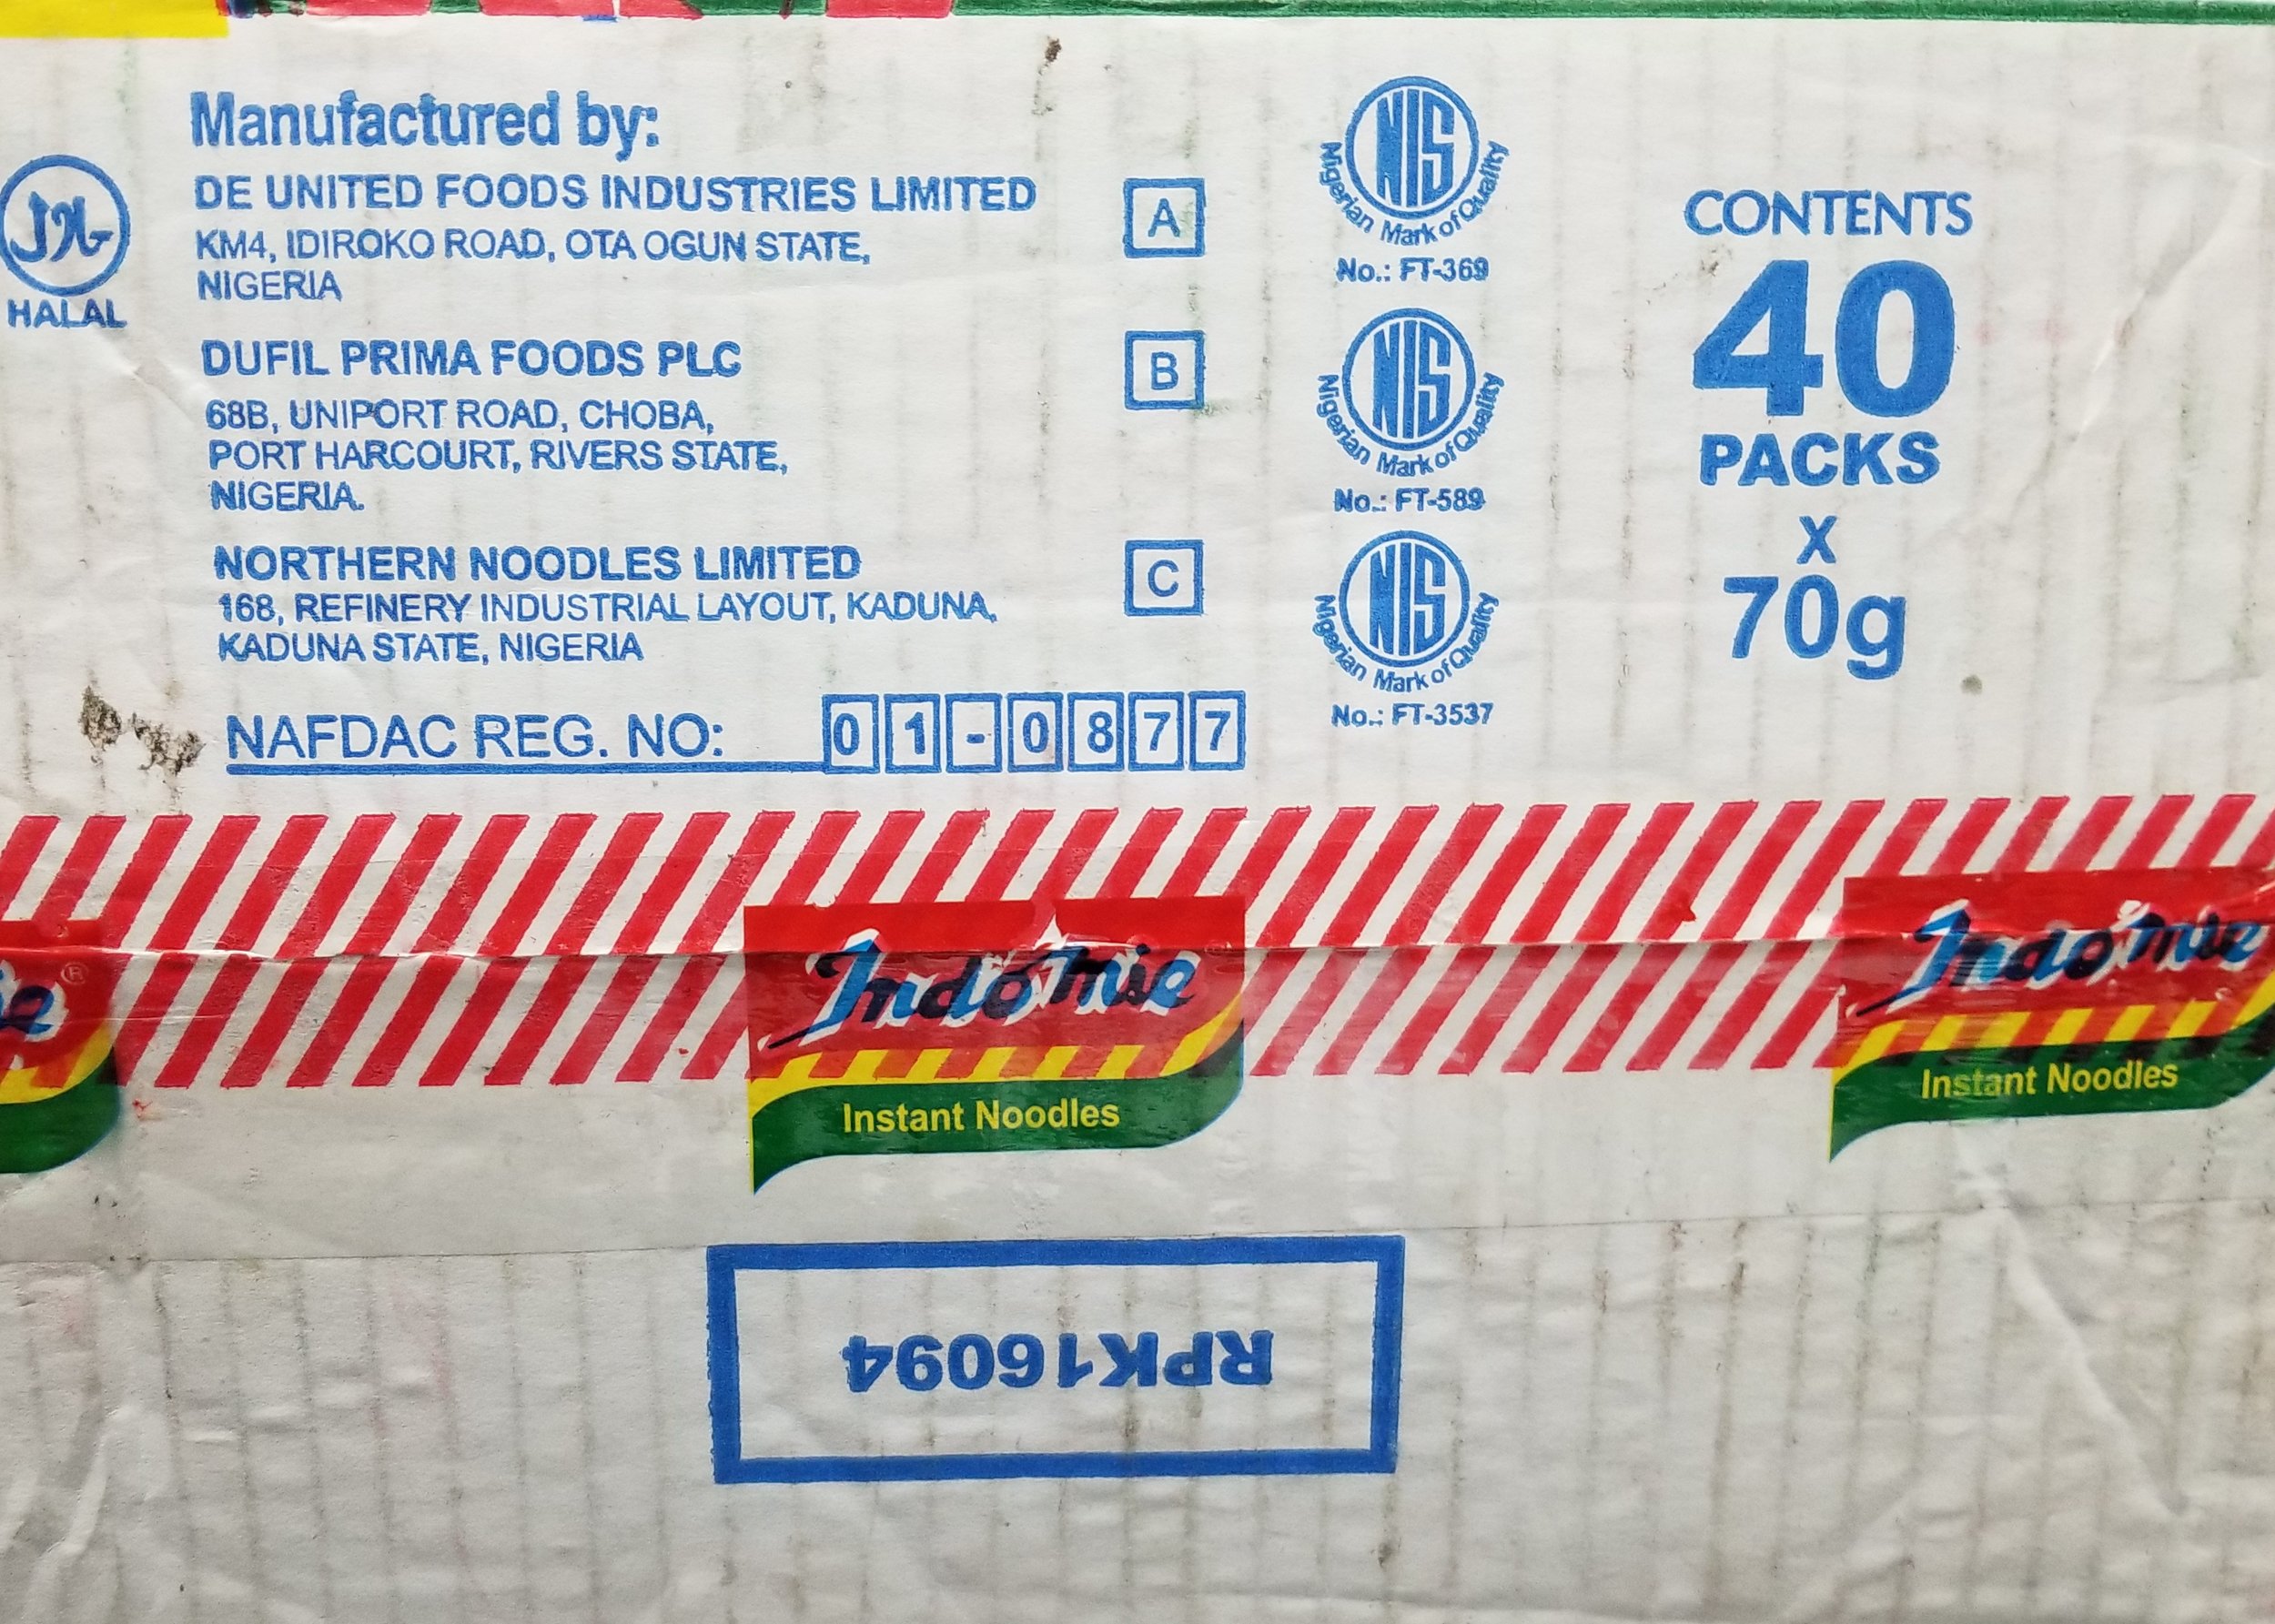 Manufactured by:
DE UNITED FOODS INDUSTRIES LIMITED
KM4, IDIROKO ROAD, OTA OGUN STATE,
NIGERIA
A
HALAL
DUFIL PRIMA FOODS PLC
68B, UNIPORT ROAD, CHOBA,
PORT HARCOURT, RIVERS STATE,
NIGERIA.
B
NORTHERN NOODLES LIMITED
168, REFINERY INDUSTRIAL LAYOUT, KADUNA,
KADUNA STATE, NIGERIA
C
NAFDAC REG. NO: 01-0877
NIS
Nigerian Mark of Quality
No.: FT-369
NIS
Nigerian Mark of Quality
No.: FT-589
NIS
Nigerian Mark of Quality
No.: FT-3537
CONTENTS
40
PACKS
X
70g
ie®
Indomie
Instant Noodles
Indomie
Instant Noodles
RPK16094